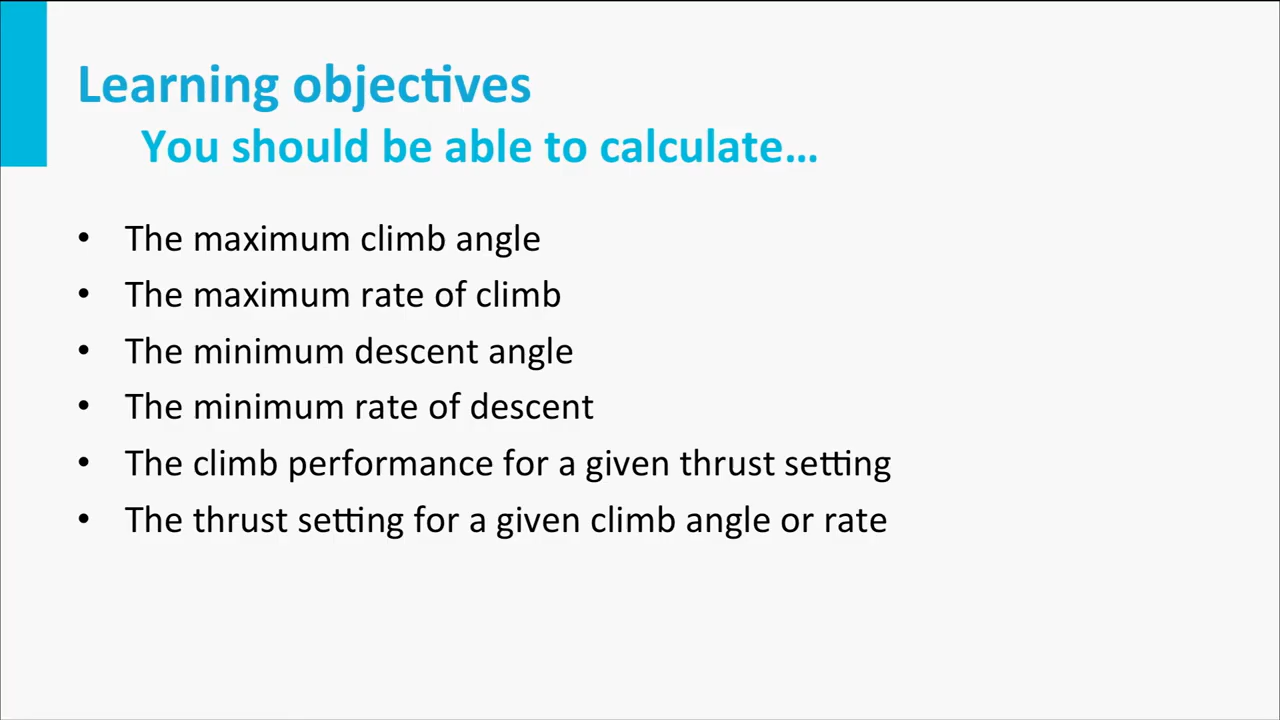 Learning objectives
You should be able to calculate…
• The maximum climb angle
• The maximum rate of climb
• The minimum descent angle
• The minimum rate of descent
• The climb performance for a given thrust setting
• The thrust setting for a given climb angle or rate